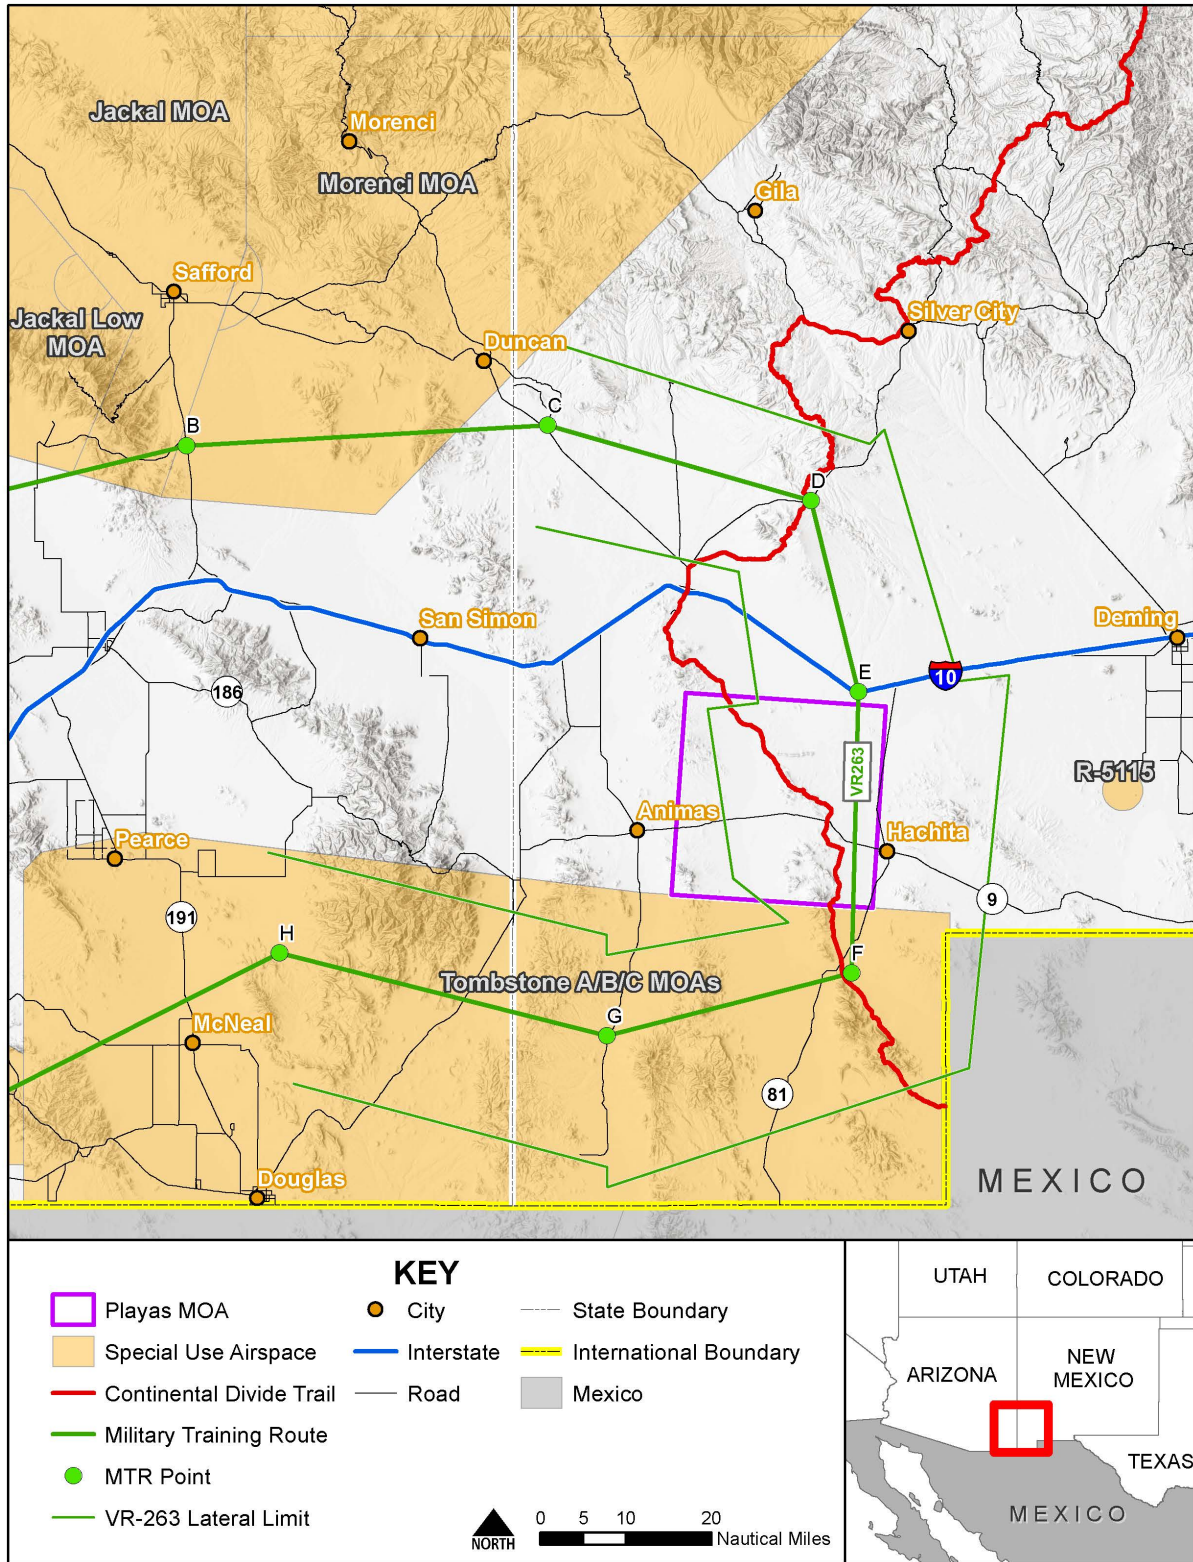 Jackal MOA
Morenci
Morenci MOA
Gila
Safford
Jackal Low
MOA
Silver City
Duncan
B
C
D
San Simon
Deming
E
10
186
R-5115
VR263
Animas
Hachita
Pearce
9
191
H
F
Tombstone A/B/C MOAs
G
McNeal
81
Douglas
MEXICO
KEY
Playas MOA
City
State Boundary
Special Use Airspace
Interstate
International Boundary
Continental Divide Trail
Road
Mexico
Military Training Route
MTR Point
VR-263 Lateral Limit
NORTH
0 5 10 20
Nautical Miles
UTAH
COLORADO
ARIZONA
NEW
MEXICO
TEXAS
MEXICO